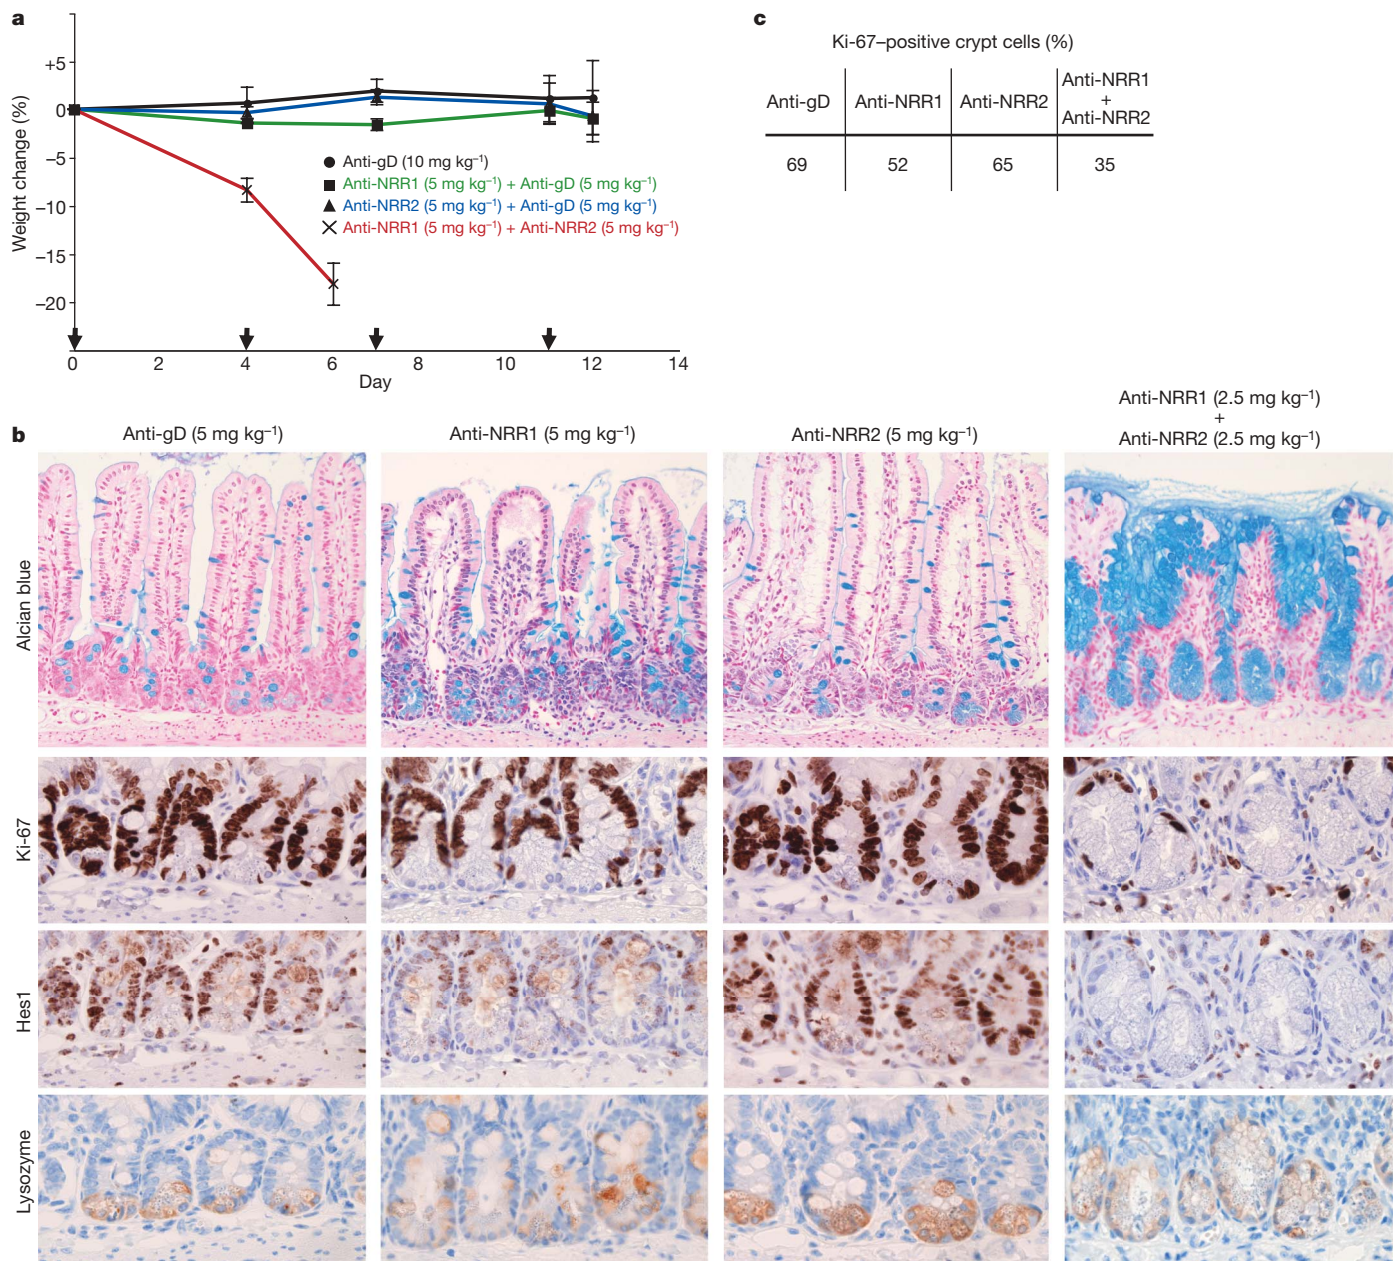 a
+5
0
−5
−10
−15
−20
Weight change (%)
Anti-gD (10 mg kg⁻¹)
Anti-NRR1 (5 mg kg⁻¹) + Anti-gD (5 mg kg⁻¹)
Anti-NRR2 (5 mg kg⁻¹) + Anti-gD (5 mg kg⁻¹)
Anti-NRR1 (5 mg kg⁻¹) + Anti-NRR2 (5 mg kg⁻¹)
0 2 4 6 8 10 12 14
Day
c
Ki-67–positive crypt cells (%)
Anti-gD Anti-NRR1 Anti-NRR2 Anti-NRR1
+
Anti-NRR2
69 52 65 35
b
Anti-gD (5 mg kg⁻¹)
Anti-NRR1 (5 mg kg⁻¹)
Anti-NRR2 (5 mg kg⁻¹)
Anti-NRR1 (2.5 mg kg⁻¹)
+
Anti-NRR2 (2.5 mg kg⁻¹)
Alcian blue
Ki-67
Hes1
Lysozyme